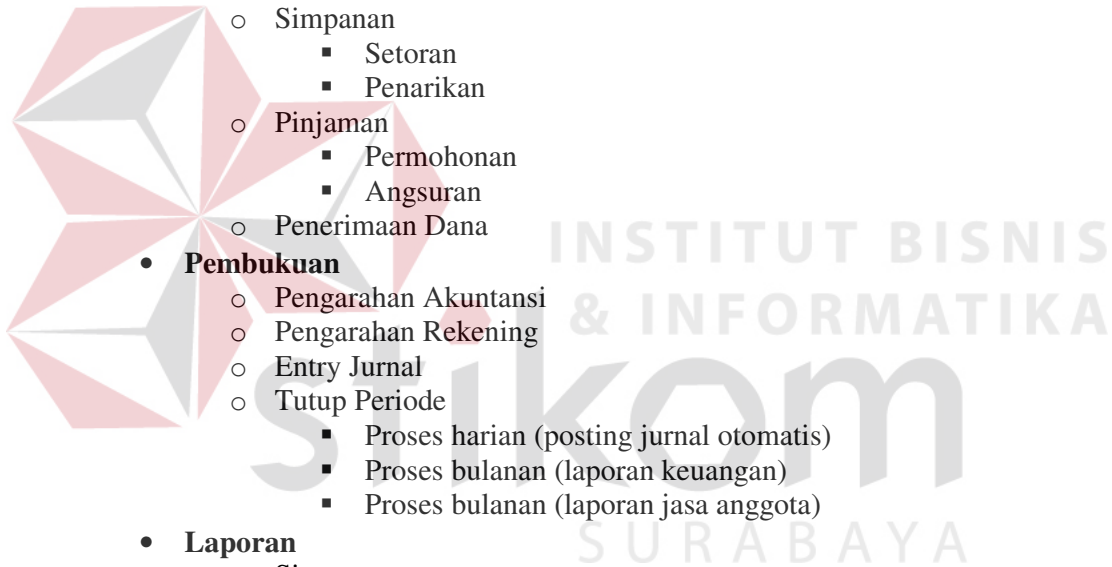 o Simpanan
▪ Setoran
▪ Penarikan
o Pinjaman
▪ Permohonan
▪ Angsuran
o Penerimaan Dana
• Pembukuan
o Pengarahan Akuntansi
o Pengarahan Rekening
o Entry Jurnal
o Tutup Periode
▪ Proses harian (posting jurnal otomatis)
▪ Proses bulanan (laporan keuangan)
▪ Proses bulanan (laporan jasa anggota)
• Laporan
INSTITUT BISNIS
& INFORMATIKA
stikom
SURABAYA